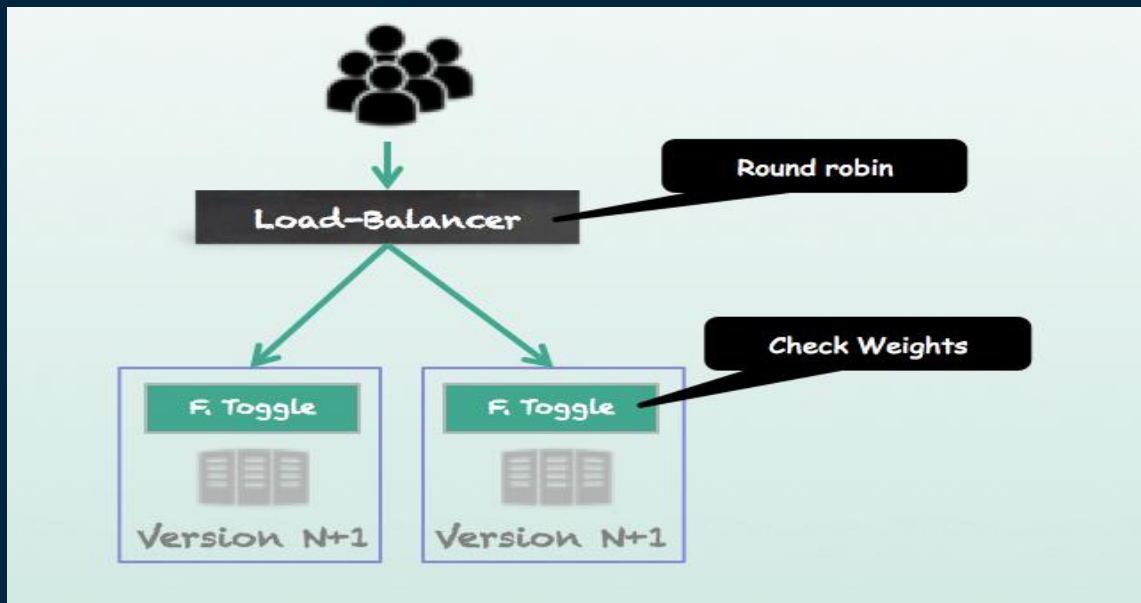 Round robin
Load-Balancer
Check Weights
F. Toggle
F. Toggle
Version N+1
Version N+1